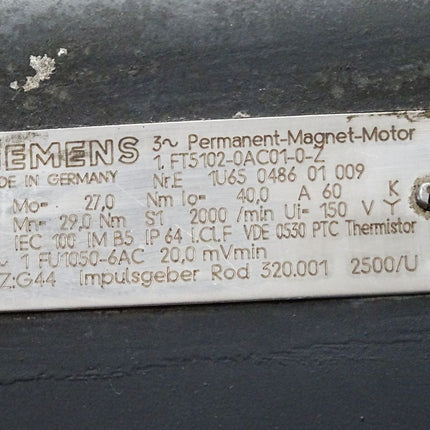 IEMENS 3~ Permanent-Magnet-Motor
1. FT5102-0AC01-0-Z
DE IN GERMANY Nr.E 1U65 0486 01 009
Mo= 27,0 Nm Io= 40,0 A 60 K
Mn= 29,0 Nm S1 2000 /min Ui= 150 V Y
IEC 100 IM B5 IP 64 I.Cl.F VDE 0530 PTC Thermistor
1 FU1050-6AC 20,0 mVmin
Z:G44 Impulsgeber Rod 320.001 2500/U